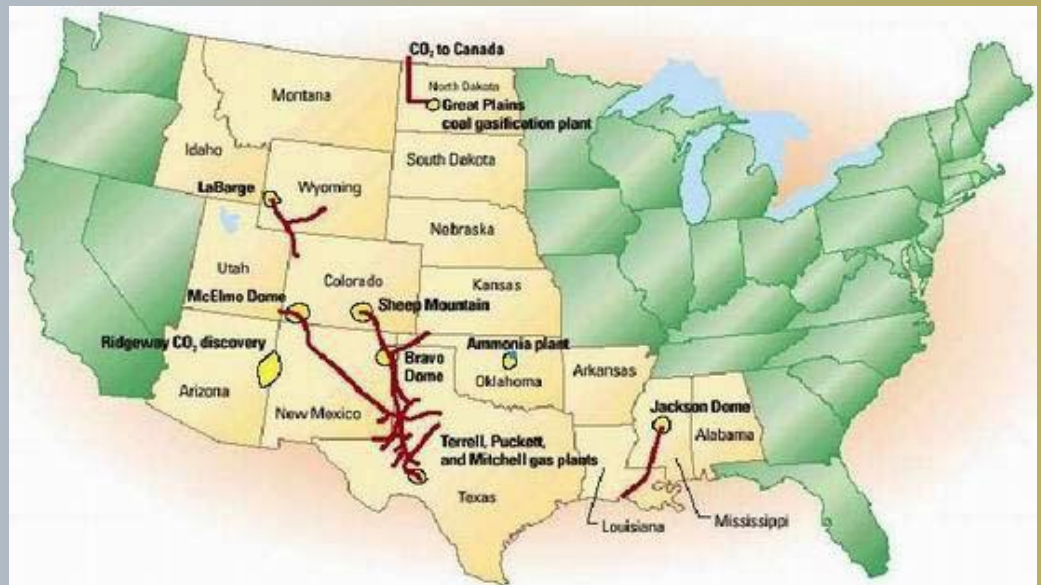 CO₂ to Canada
North Dakota
Great Plains
coal gasification plant
Montana
Idaho
South Dakota
LaBarge
Wyoming
Nebraska
Utah
Colorado
Kansas
McElmo Dome
Sheep Mountain
Ridgeway CO₂ discovery
Bravo
Dome
Ammonia plant
Oklahoma
Arkansas
Arizona
New Mexico
Jackson Dome
Alabama
Terrell, Puckett,
and Mitchell gas plants
Texas
Louisiana
Mississippi